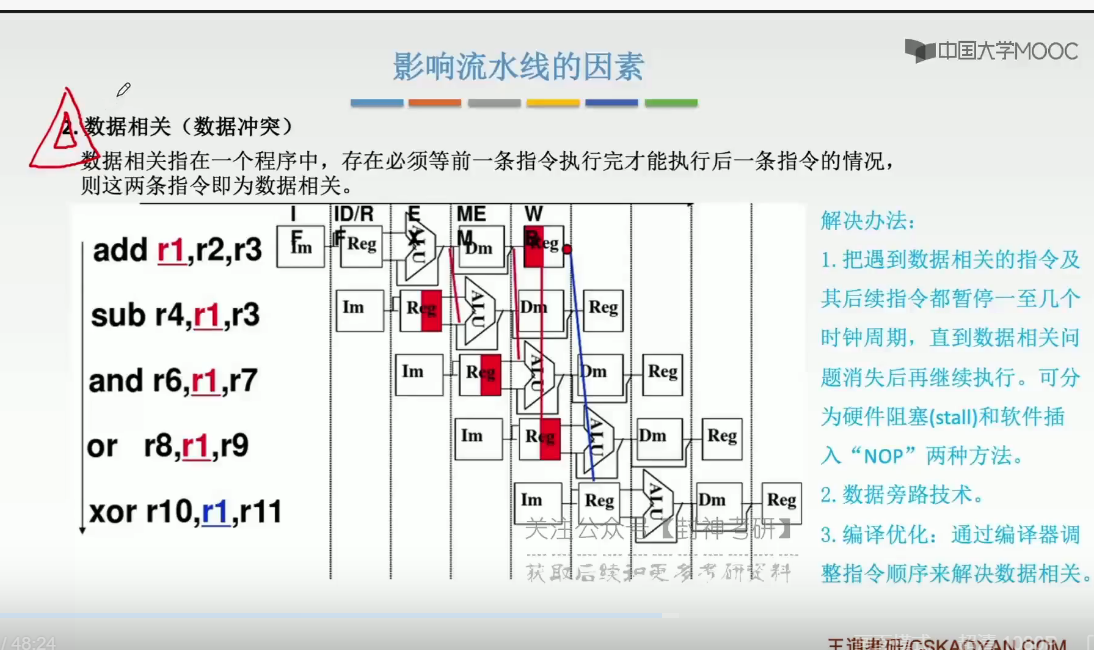 中国大学MOOC
影响流水线的因素
2. 数据相关（数据冲突）
数据相关指在一个程序中，存在必须等前一条指令执行完才能执行后一条指令的情况，
则这两条指令即为数据相关。
IF ID/RF EX MEM WB
add r1,r2,r3
Im Reg ALU Dm Reg
sub r4,r1,r3
Im Reg ALU Dm Reg
and r6,r1,r7
Im Reg ALU Dm Reg
or r8,r1,r9
Im Reg ALU Dm Reg
xor r10,r1,r11
Im Reg ALU Dm Reg
解决办法：
1. 把遇到数据相关的指令及
其后续指令都暂停一至几个
时钟周期，直到数据相关问
题消失后再继续执行。可分
为硬件阻塞(stall)和软件插
入“NOP”两种方法。
2. 数据旁路技术。
3. 编译优化：通过编译器调
整指令顺序来解决数据相关。
关注公众号【封神考研】
获取后续和更多考研资料
/ 48:24
王道考研/CSKAOYAN.COM